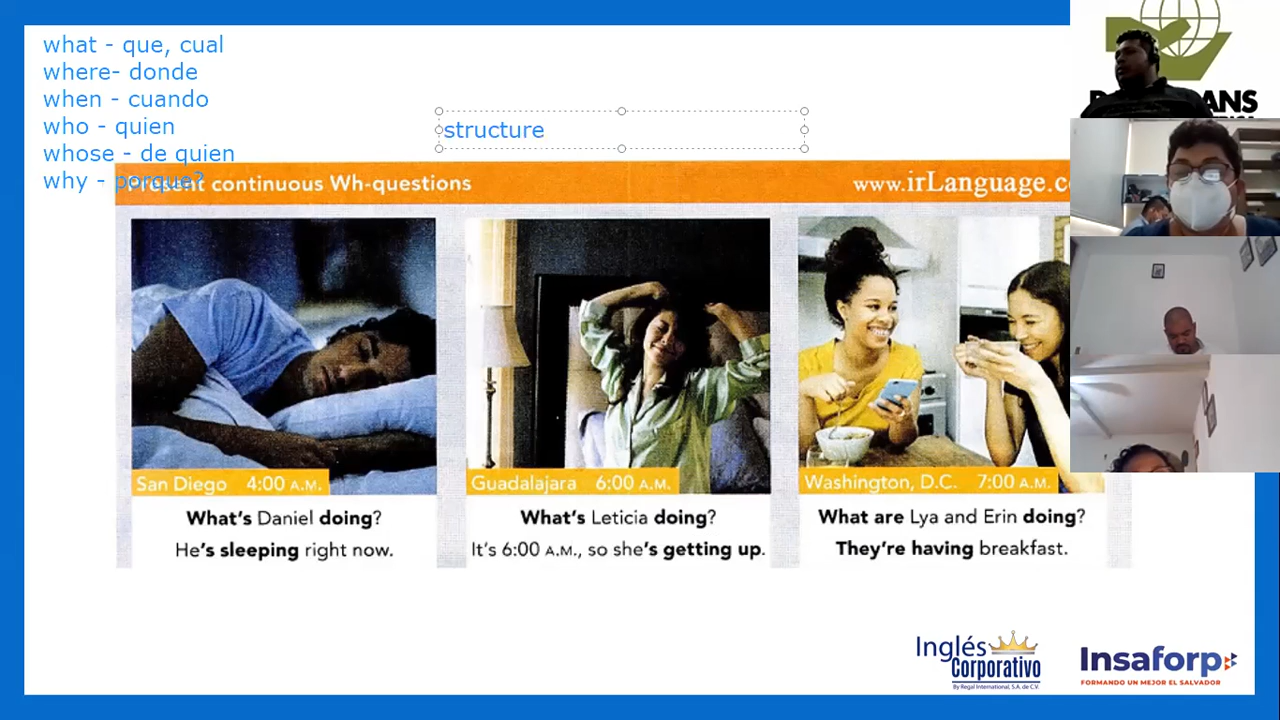 what - que, cual
where- donde
when - cuando
who - quien
whose - de quien
why - porque?
structure
Present continuous Wh-questions
www.irLanguage.c
San Diego 4:00 A.M.
What's Daniel doing?
He's sleeping right now.
Guadalajara 6:00 A.M.
What's Leticia doing?
It's 6:00 A.M., so she's getting up.
Washington, D.C. 7:00 A.M.
What are Lya and Erin doing?
They're having breakfast.
Inglés
Corporativo
By Regal International, S.A. de C.V.
Insaforp
FORMANDO UN MEJOR EL SALVADOR